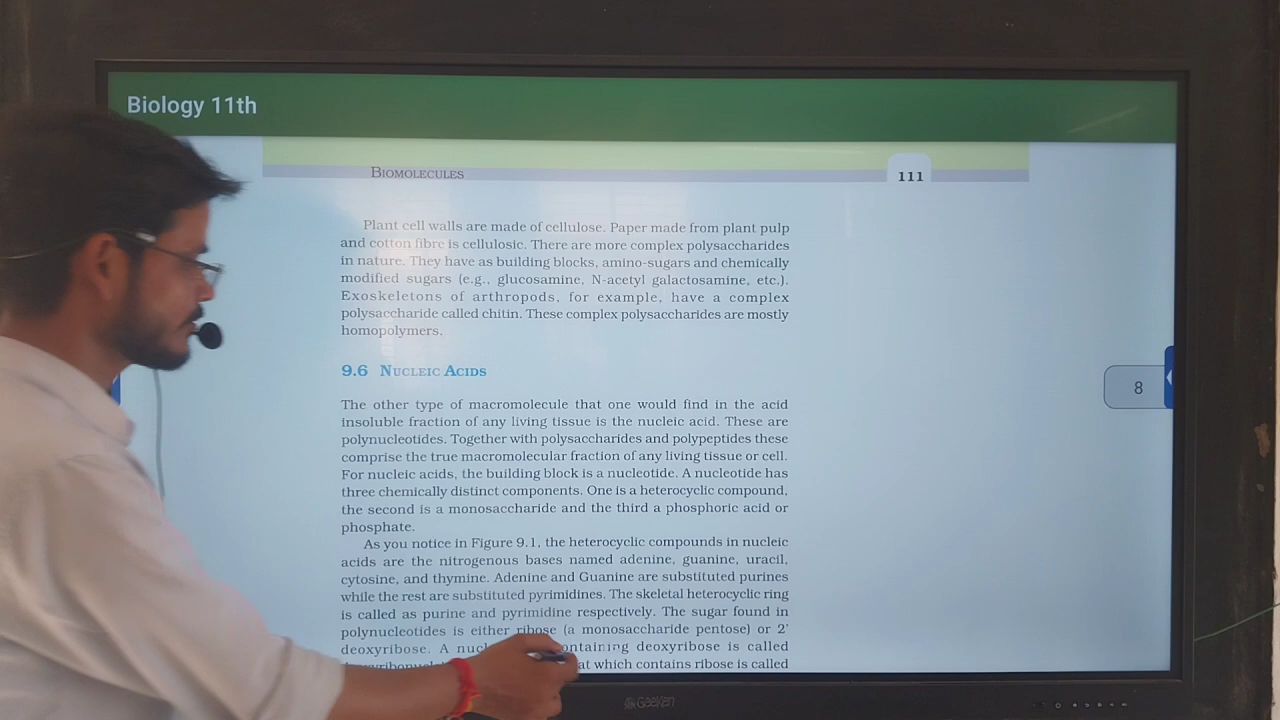 Biology 11th
BIOMOLECULES
111
Plant cell walls are made of cellulose. Paper made from plant pulp
and cotton fibre is cellulosic. There are more complex polysaccharides
in nature. They have as building blocks, amino-sugars and chemically
modified sugars (e.g., glucosamine, N-acetyl galactosamine, etc.).
Exoskeletons of arthropods, for example, have a complex
polysaccharide called chitin. These complex polysaccharides are mostly
homopolymers.
9.6 NUCLEIC ACIDS
8
The other type of macromolecule that one would find in the acid
insoluble fraction of any living tissue is the nucleic acid. These are
polynucleotides. Together with polysaccharides and polypeptides these
comprise the true macromolecular fraction of any living tissue or cell.
For nucleic acids, the building block is a nucleotide. A nucleotide has
three chemically distinct components. One is a heterocyclic compound,
the second is a monosaccharide and the third a phosphoric acid or
phosphate.
As you notice in Figure 9.1, the heterocyclic compounds in nucleic
acids are the nitrogenous bases named adenine, guanine, uracil,
cytosine, and thymine. Adenine and Guanine are substituted purines
while the rest are substituted pyrimidines. The skeletal heterocyclic ring
is called as purine and pyrimidine respectively. The sugar found in
polynucleotides is either ribose (a monosaccharide pentose) or 2'
deoxyribose. A containing deoxyribose is called
which contains ribose is called